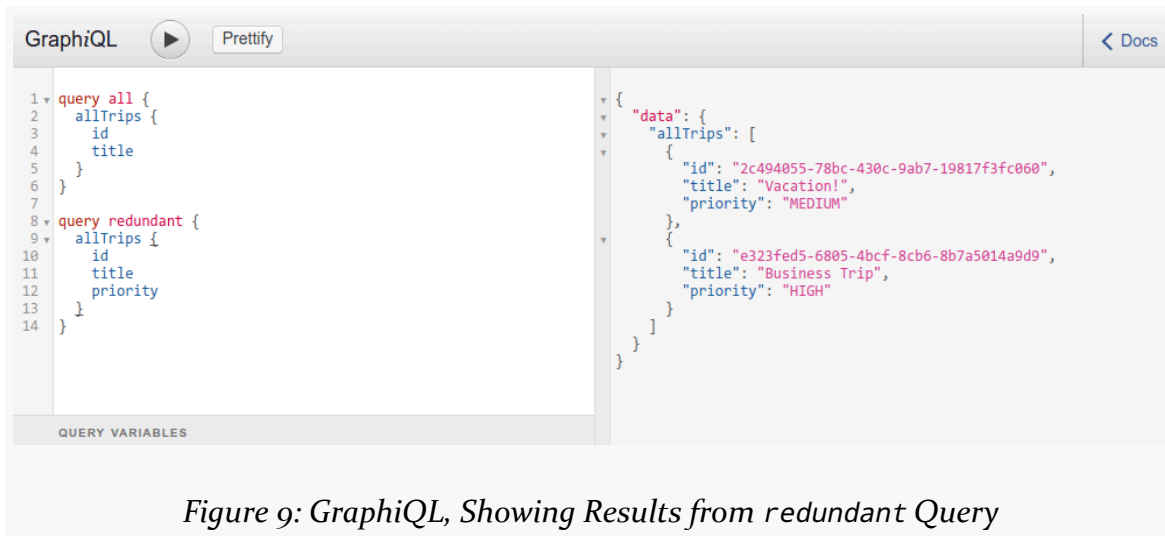 GraphiQL Prettify < Docs
1 query all {
2 allTrips {
3 id
4 title
5 }
6 }
7
8 query redundant {
9 allTrips {
10 id
11 title
12 priority
13 }
14 }
QUERY VARIABLES
{
"data": {
"allTrips": [
{
"id": "2c494055-78bc-430c-9ab7-19817f3fc060",
"title": "Vacation!",
"priority": "MEDIUM"
},
{
"id": "e323fed5-6805-4bcf-8cb6-8b7a5014a9d9",
"title": "Business Trip",
"priority": "HIGH"
}
]
}
}
Figure 9: GraphiQL, Showing Results from redundant Query